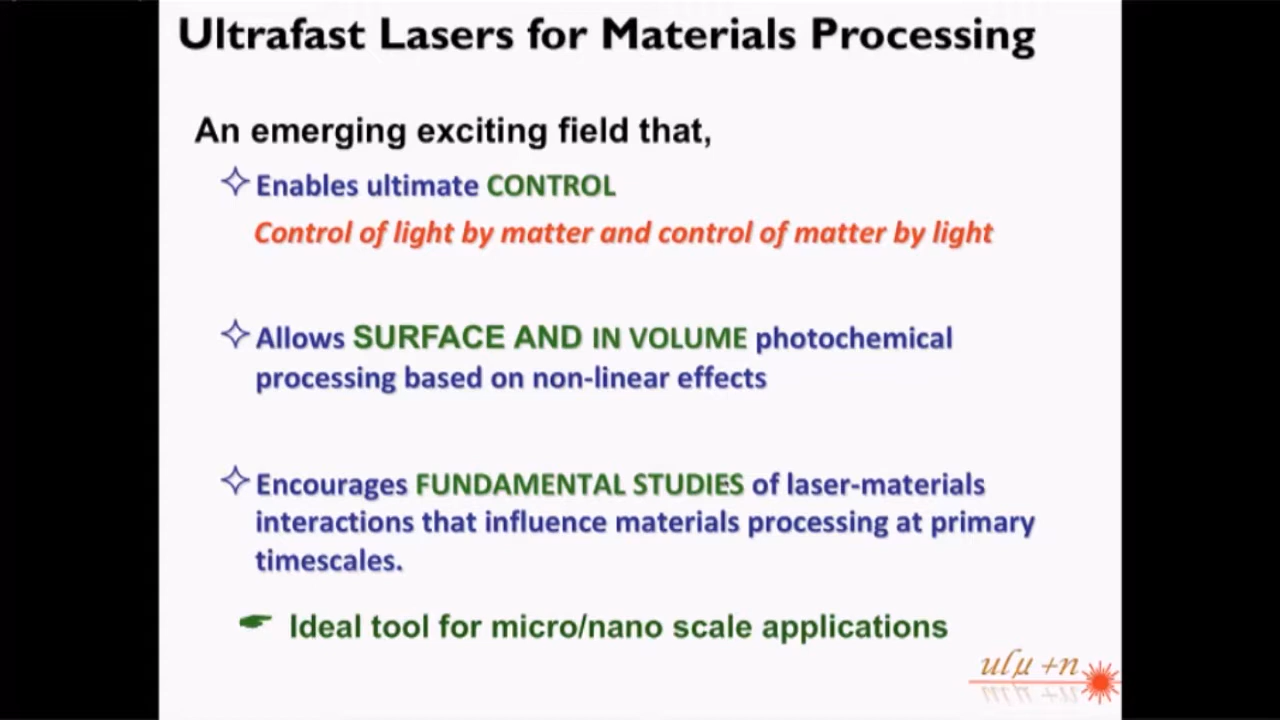 Ultrafast Lasers for Materials Processing
An emerging exciting field that,
Enables ultimate CONTROL
Control of light by matter and control of matter by light
Allows SURFACE AND IN VOLUME photochemical
processing based on non-linear effects
Encourages FUNDAMENTAL STUDIES of laser-materials
interactions that influence materials processing at primary
timescales.
Ideal tool for micro/nano scale applications
ulμ +n